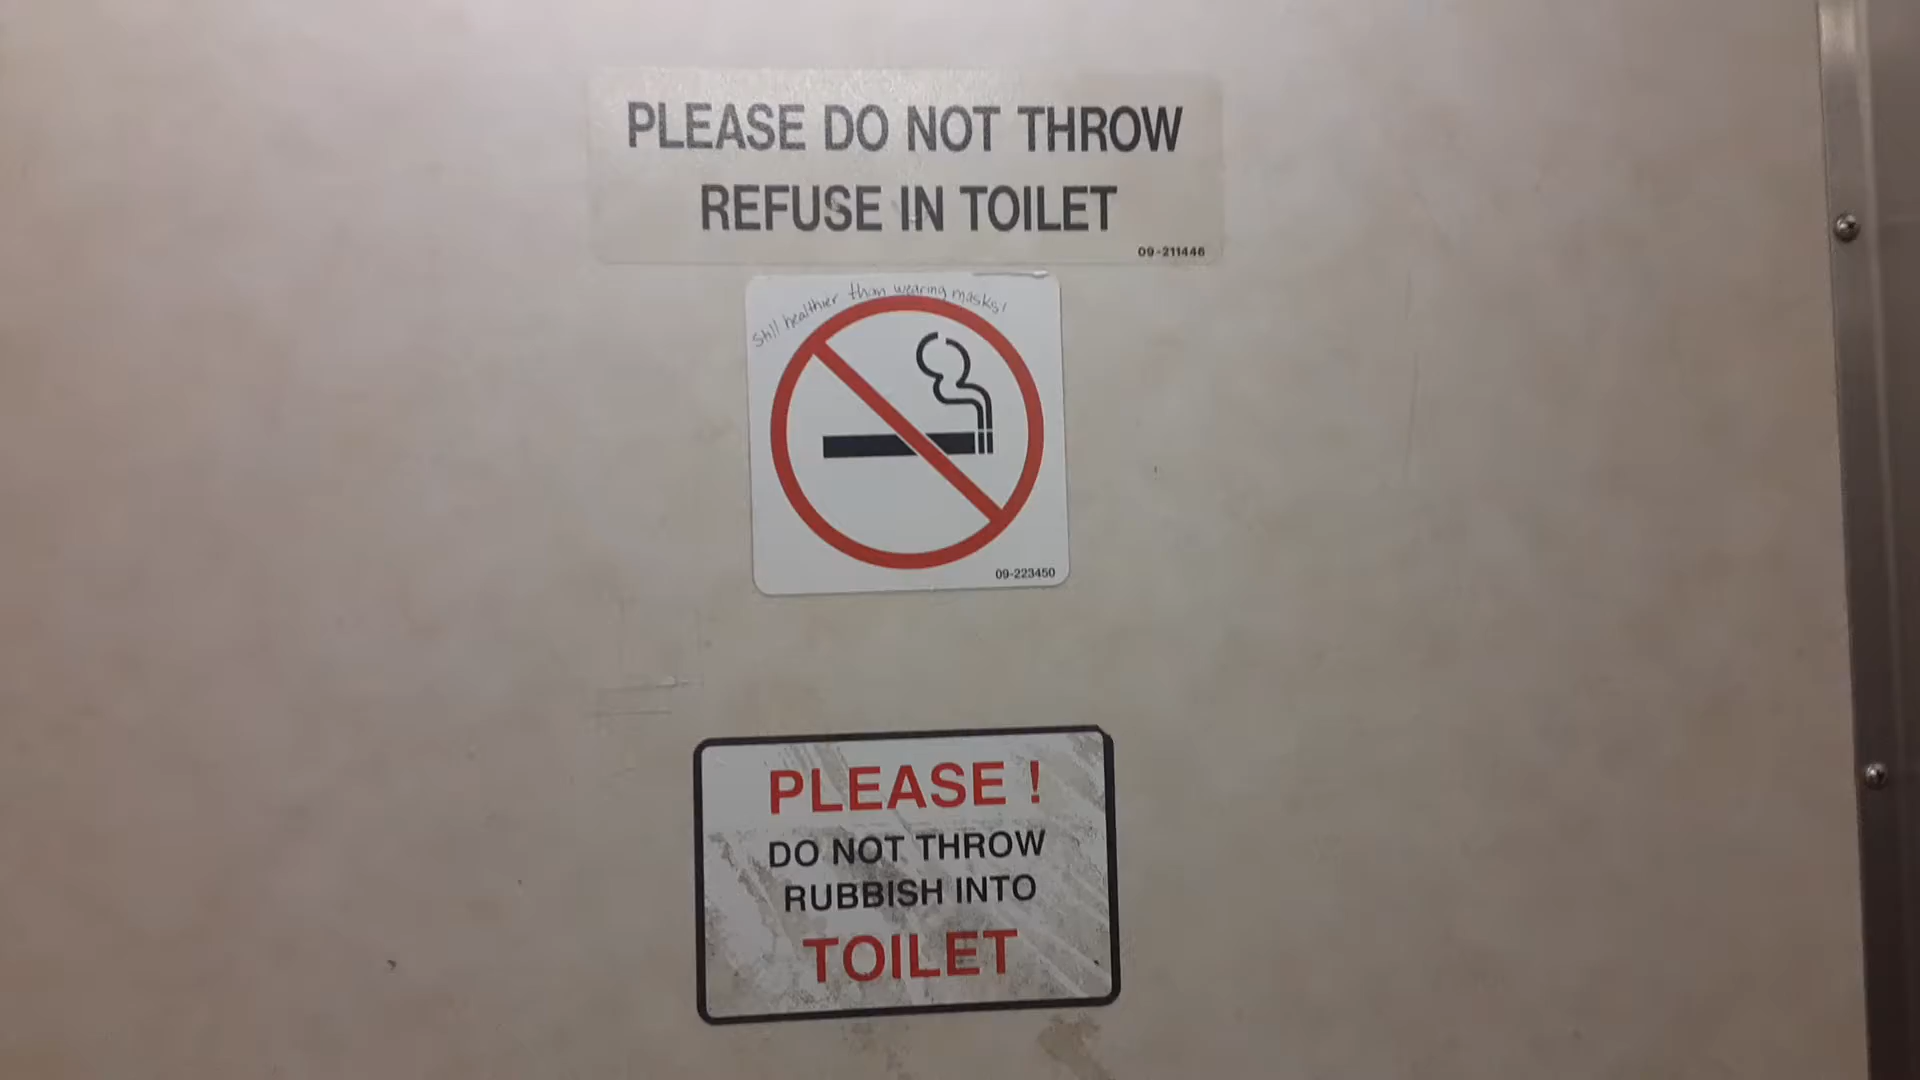 PLEASE DO NOT THROW
REFUSE IN TOILET
09-211446
Still healthier than wearing masks!
09-223450
PLEASE !
DO NOT THROW
RUBBISH INTO
TOILET